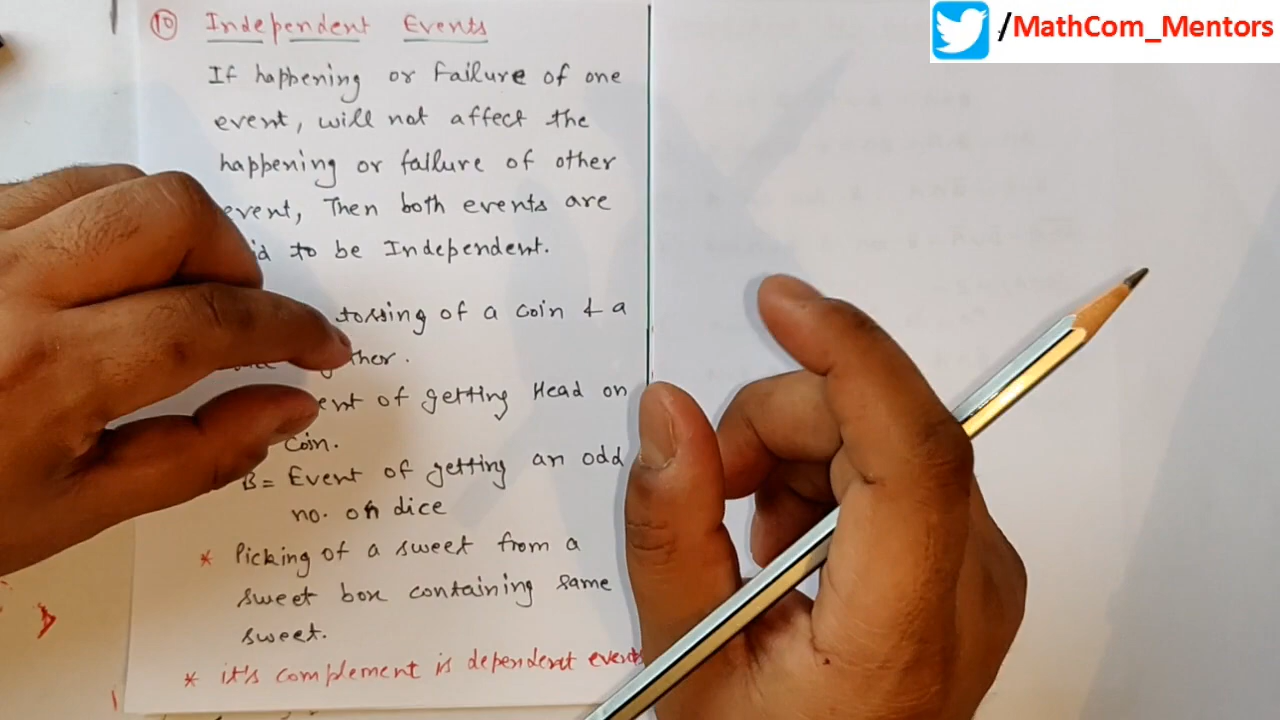 /MathCom_Mentors
10 Independent Events
If happening or failure of one
event, will not affect the
happening or failure of other
event, Then both events are
to be Independent.
tossing of a coin & a
of getting Head on
Coin.
B = Event of getting an odd
no. on dice
* Picking of a sweet from a
sweet box containing same
sweet.
* it's complement is dependent events